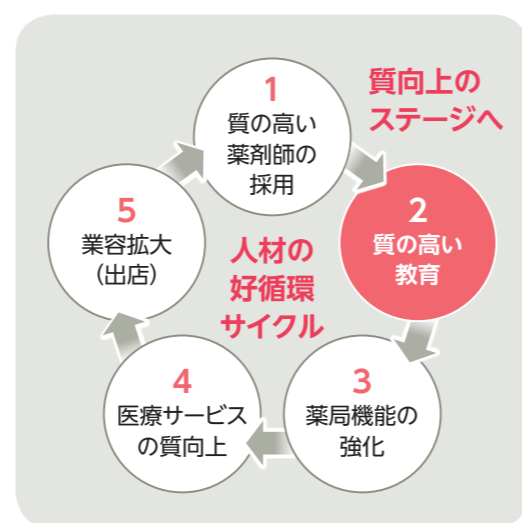 質向上の
ステージへ
1
質の高い
薬剤師の
採用
2
質の高い
教育
3
薬局機能の
強化
4
医療サービス
の質向上
5
業容拡大
（出店）
人材の
好循環
サイクル